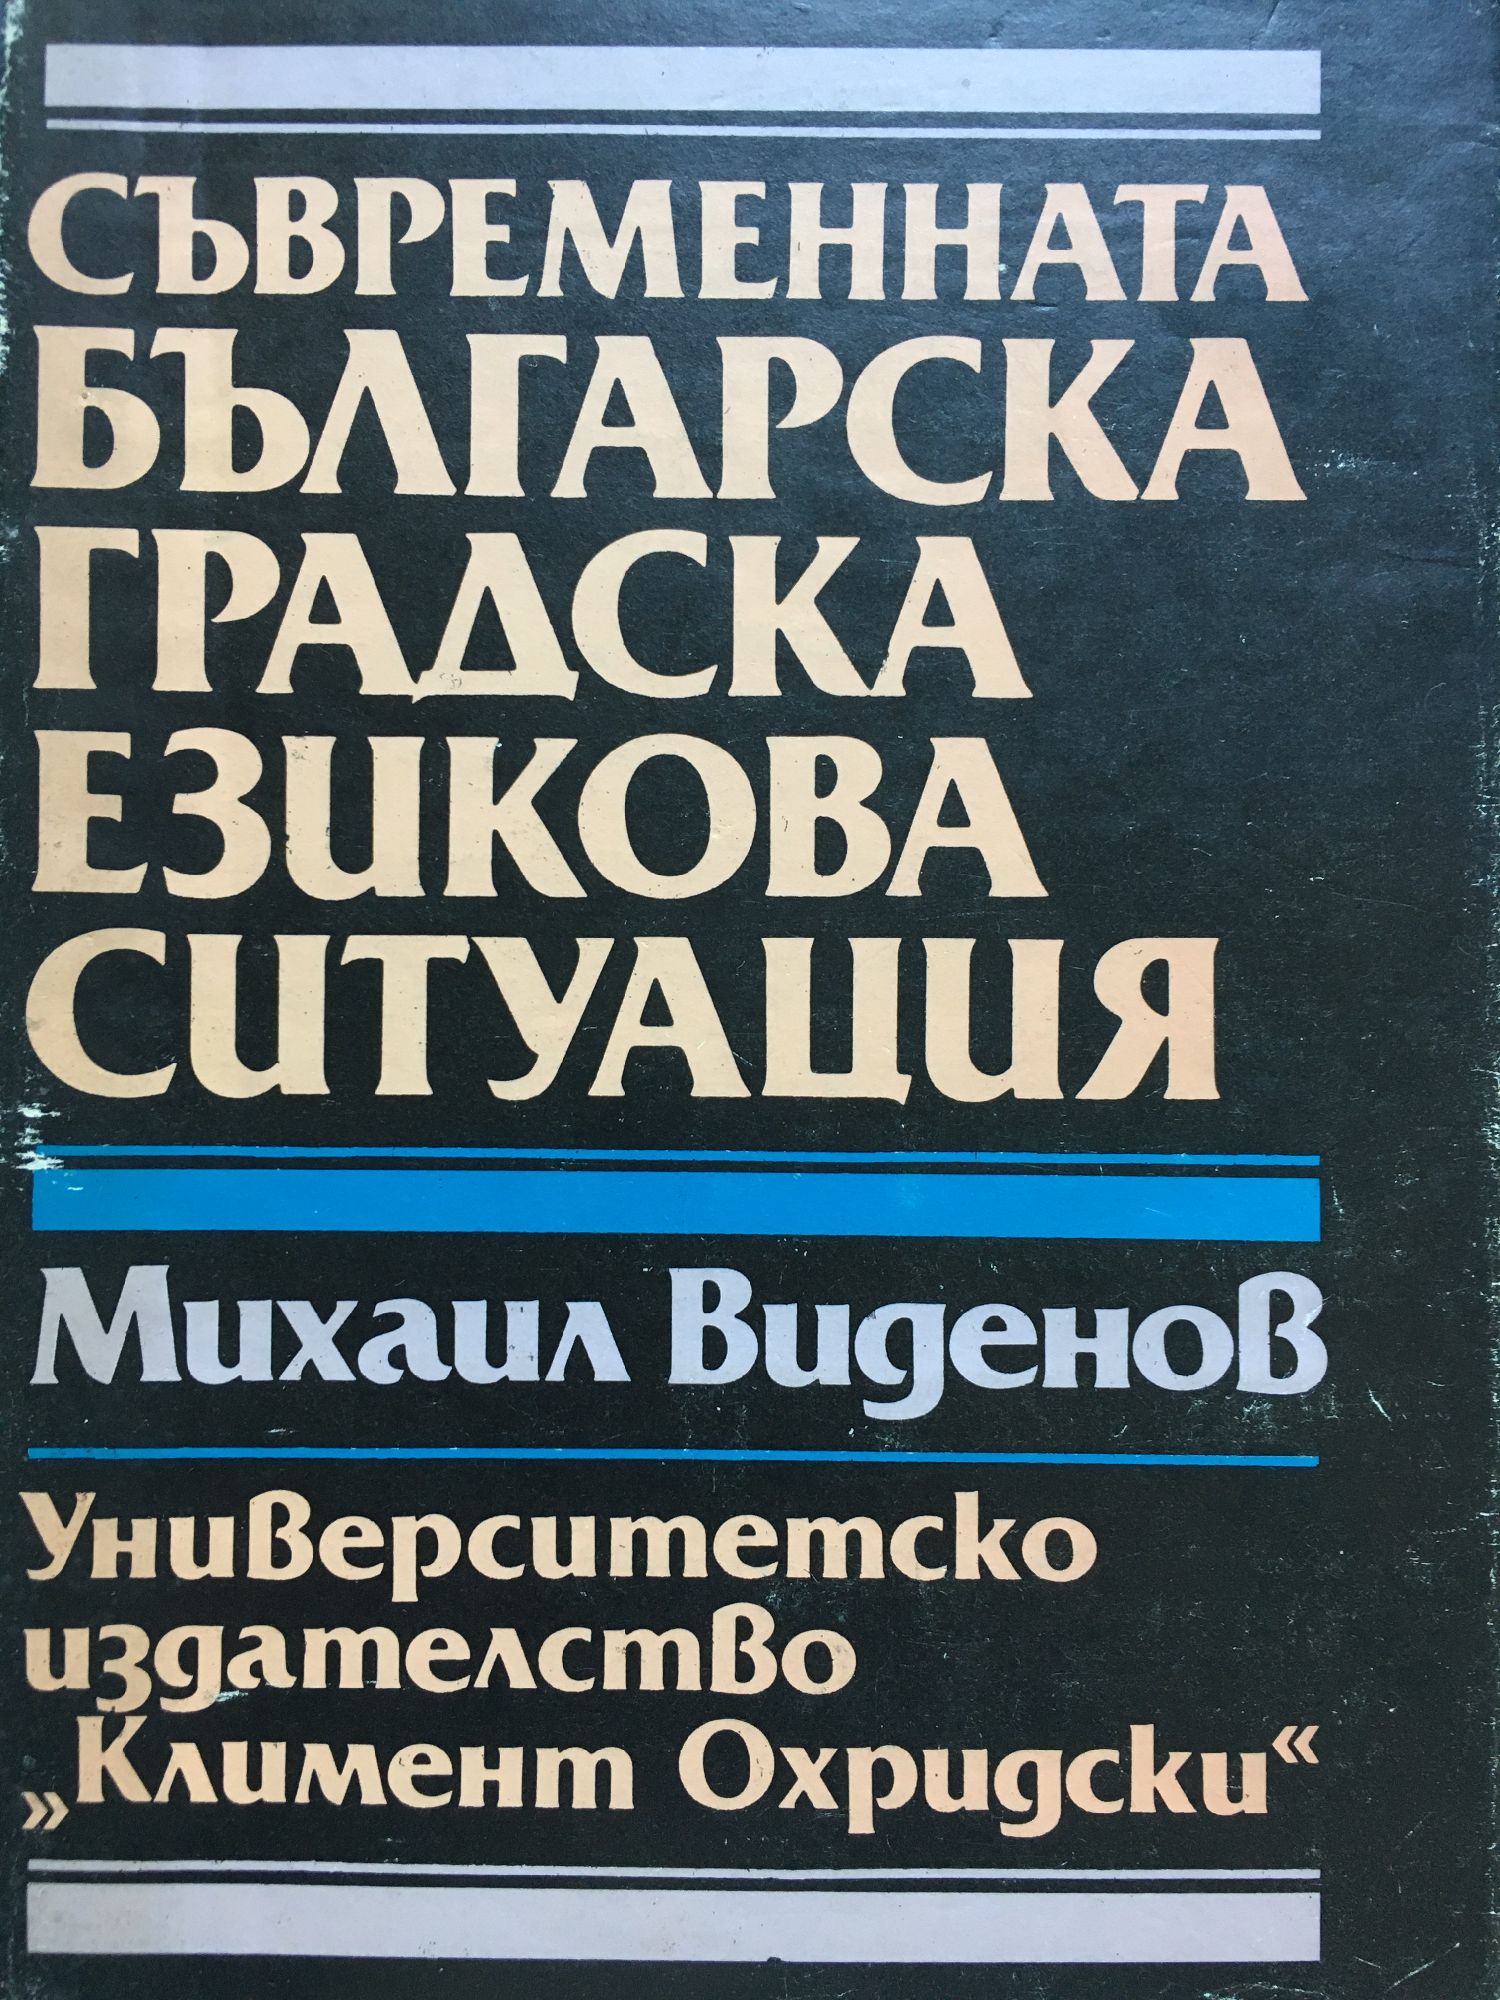 СЪВРЕМЕННАТА
БЪЛГАРСКА
ГРАДСКА
ЕЗИКОВА
СИТУАЦИЯ
Михаил Виденов
Университетско
издателство
„Климент Охридски“